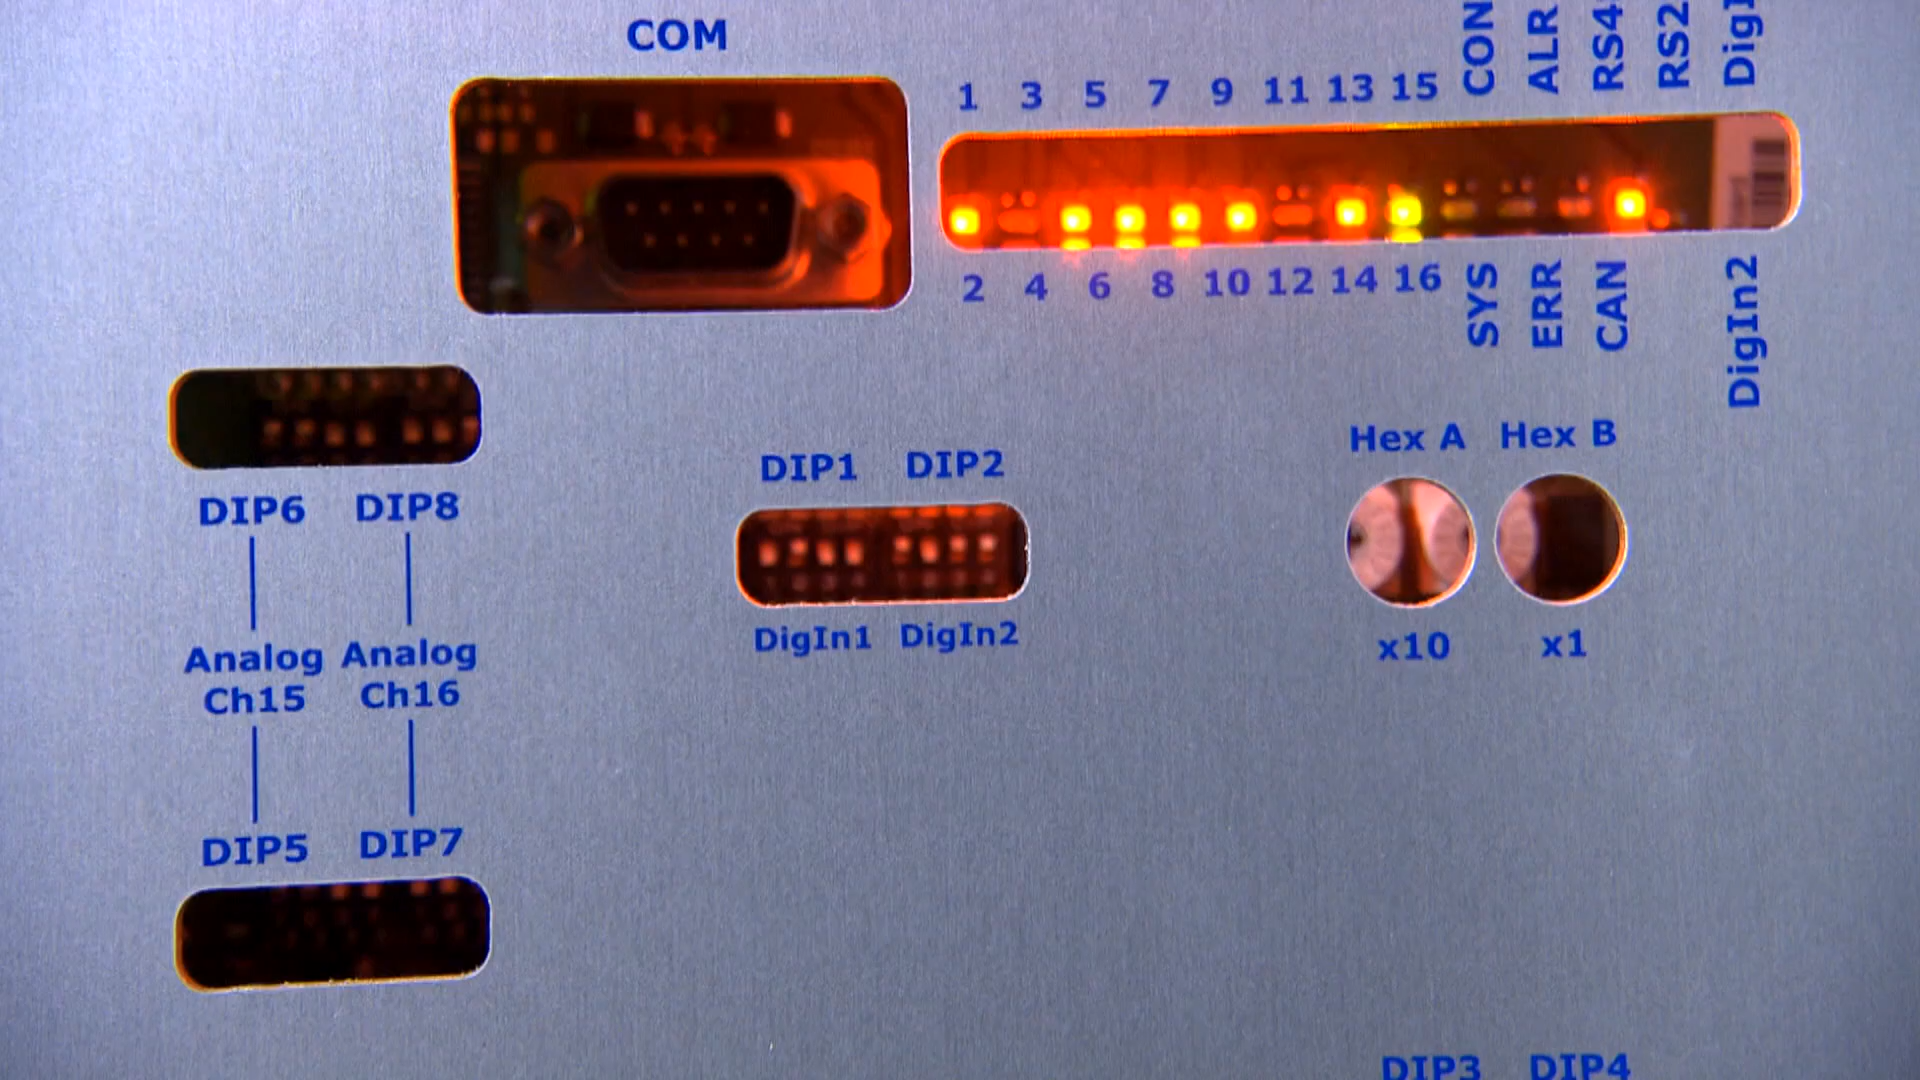 COM
1 3 5 7 9 11 13 15 CON ALR RS4 RS2 DigI
2 4 6 8 10 12 14 16 SYS ERR CAN DigIn2
DIP6 DIP8
Analog Analog
Ch15 Ch16
DIP5 DIP7
DIP1 DIP2
DigIn1 DigIn2
Hex A Hex B
x10 x1
DIP3 DIP4